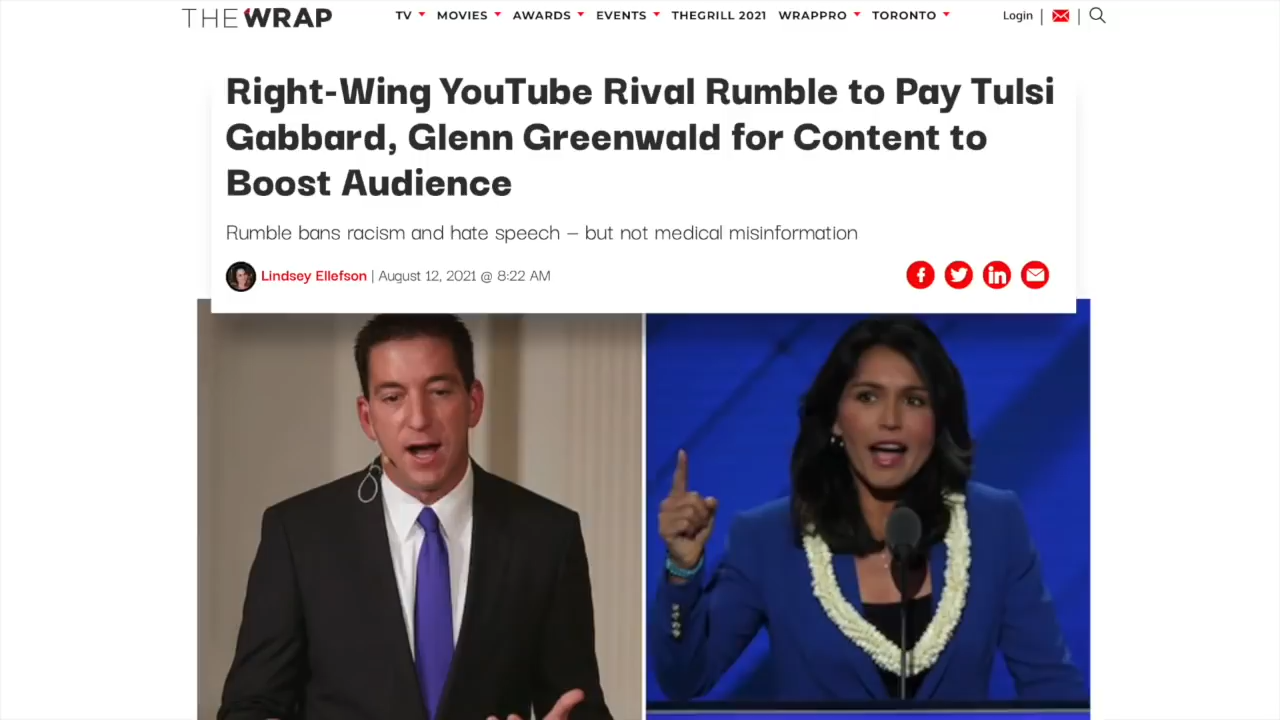 THE WRAP
TV MOVIES AWARDS EVENTS THEGRILL 2021 WRAPPRO TORONTO Login | | 
Right-Wing YouTube Rival Rumble to Pay Tulsi
Gabbard, Glenn Greenwald for Content to
Boost Audience
Rumble bans racism and hate speech – but not medical misinformation
Lindsey Ellefson | August 12, 2021 @ 8:22 AM